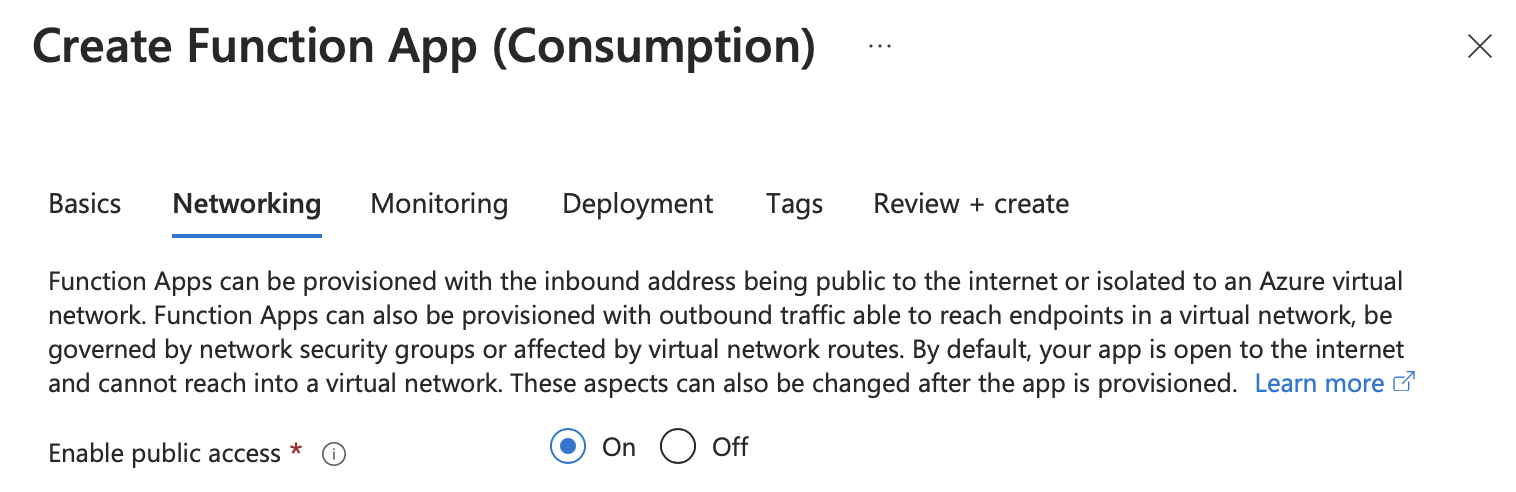 Create Function App (Consumption) ...
Basics Networking Monitoring Deployment Tags Review + create
Function Apps can be provisioned with the inbound address being public to the internet or isolated to an Azure virtual
network. Function Apps can also be provisioned with outbound traffic able to reach endpoints in a virtual network, be
governed by network security groups or affected by virtual network routes. By default, your app is open to the internet
and cannot reach into a virtual network. These aspects can also be changed after the app is provisioned. Learn more
Enable public access * On Off